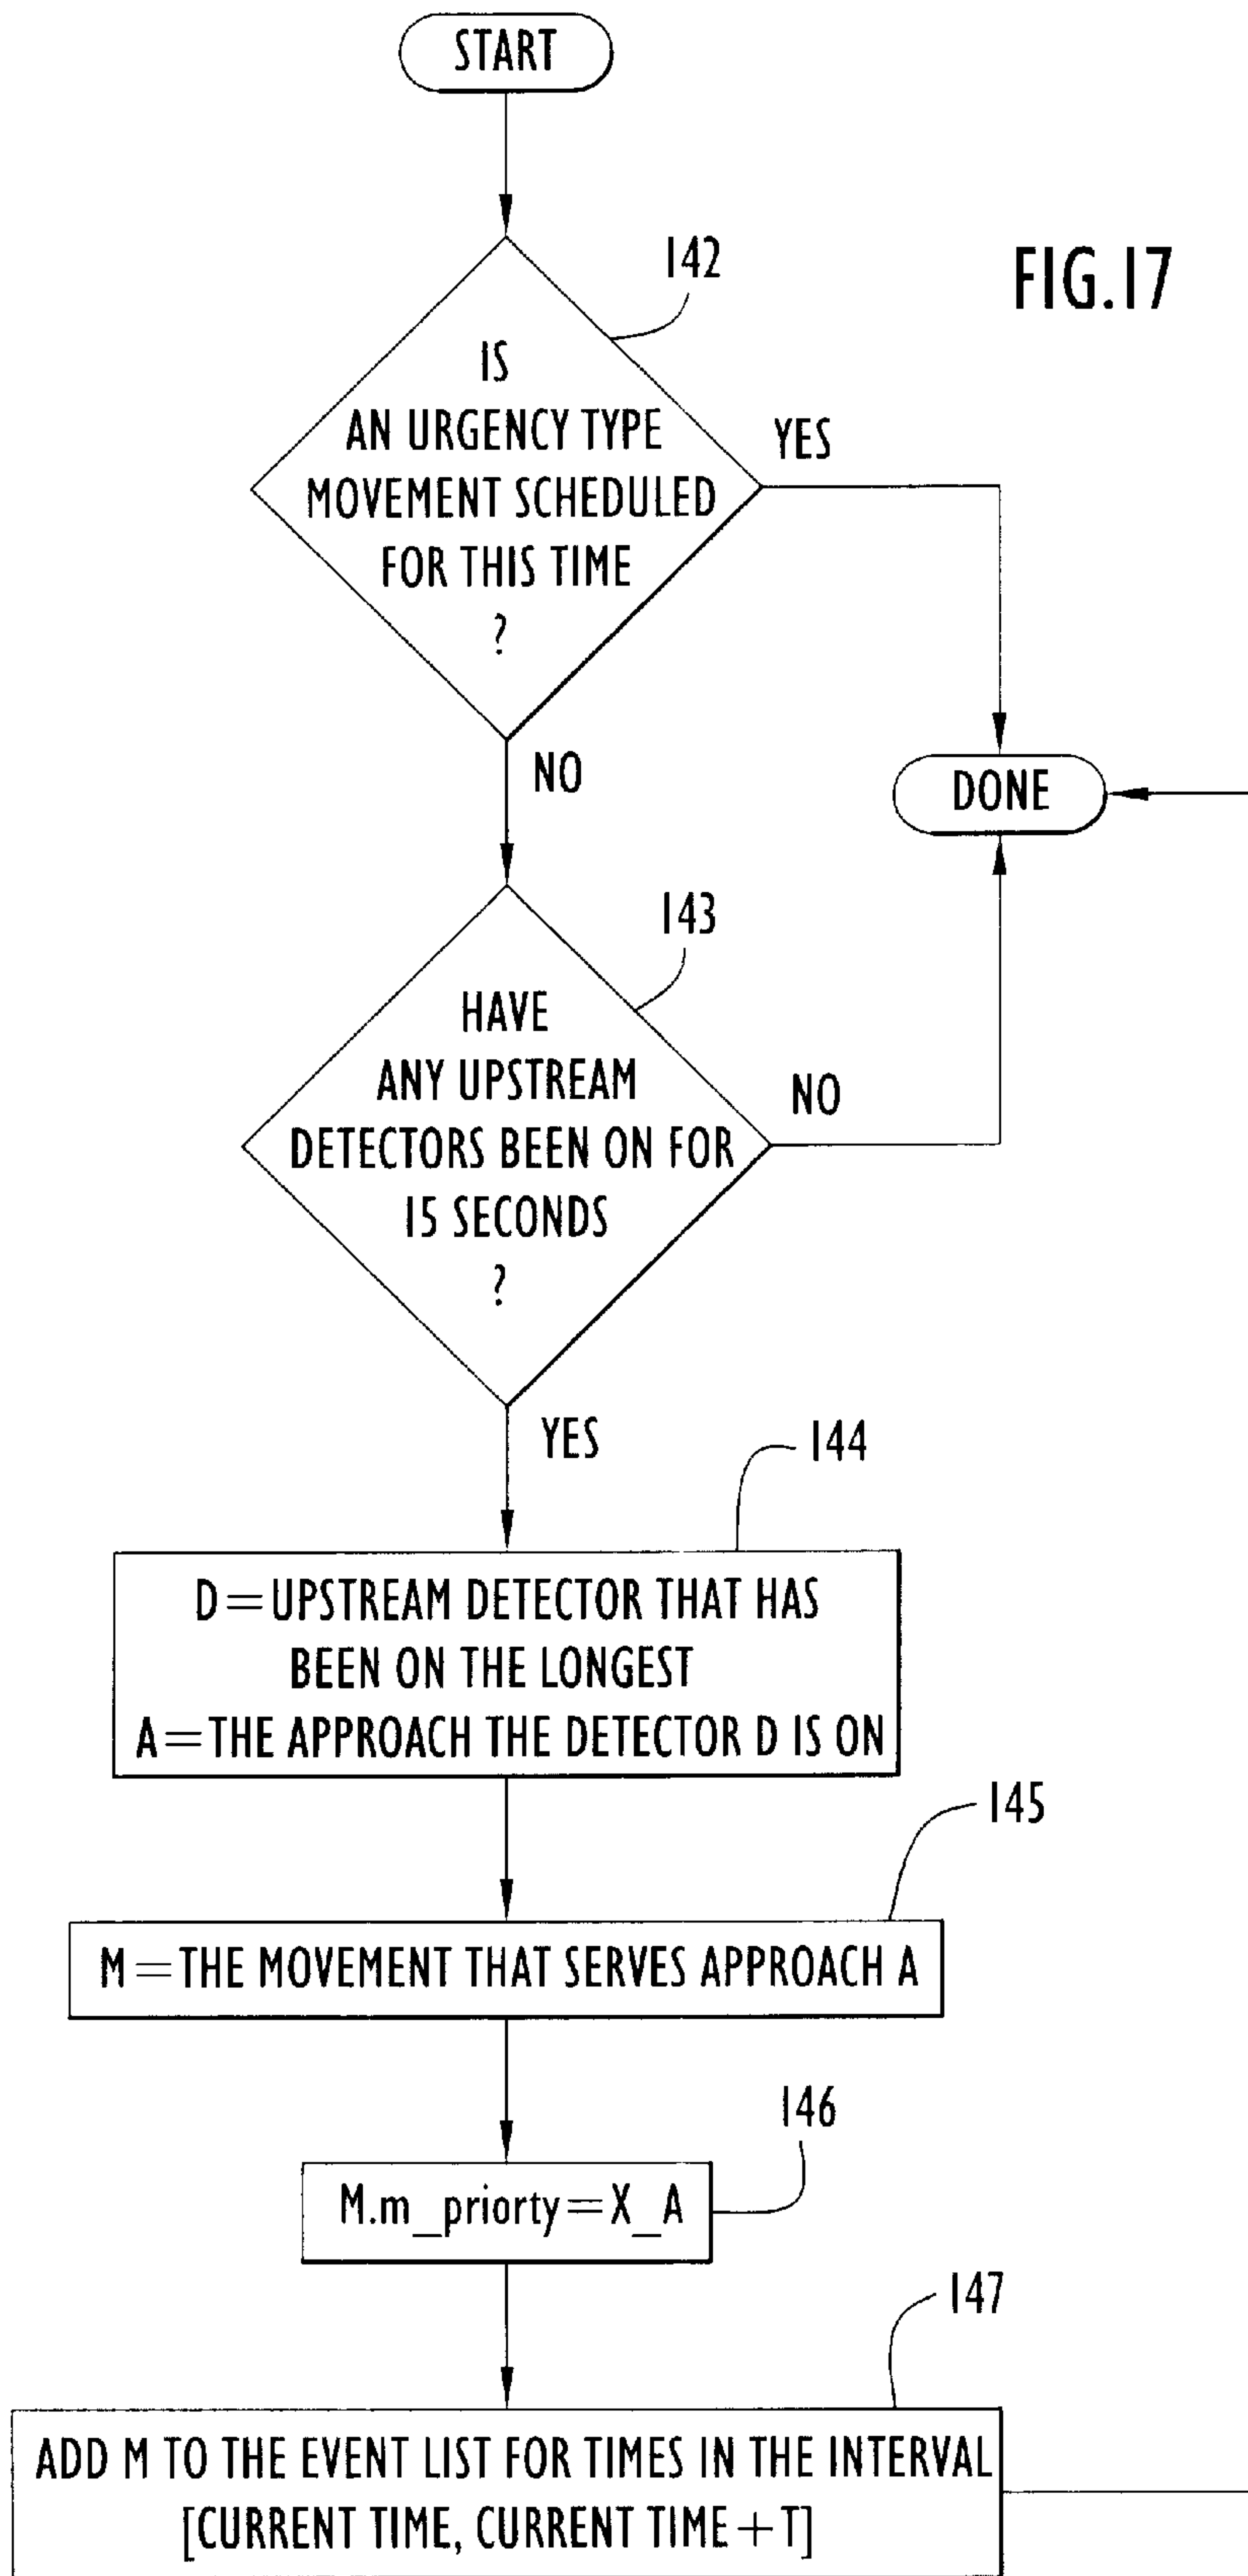 START
FIG.17
142
IS
AN URGENCY TYPE
MOVEMENT SCHEDULED
FOR THIS TIME
?
YES
NO
DONE
143
HAVE
ANY UPSTREAM
DETECTORS BEEN ON FOR
15 SECONDS
?
NO
YES
144
D=UPSTREAM DETECTOR THAT HAS
BEEN ON THE LONGEST
A=THE APPROACH THE DETECTOR D IS ON
145
M=THE MOVEMENT THAT SERVES APPROACH A
146
M.m_priorty=X_A
147
ADD M TO THE EVENT LIST FOR TIMES IN THE INTERVAL
[CURRENT TIME, CURRENT TIME+T]